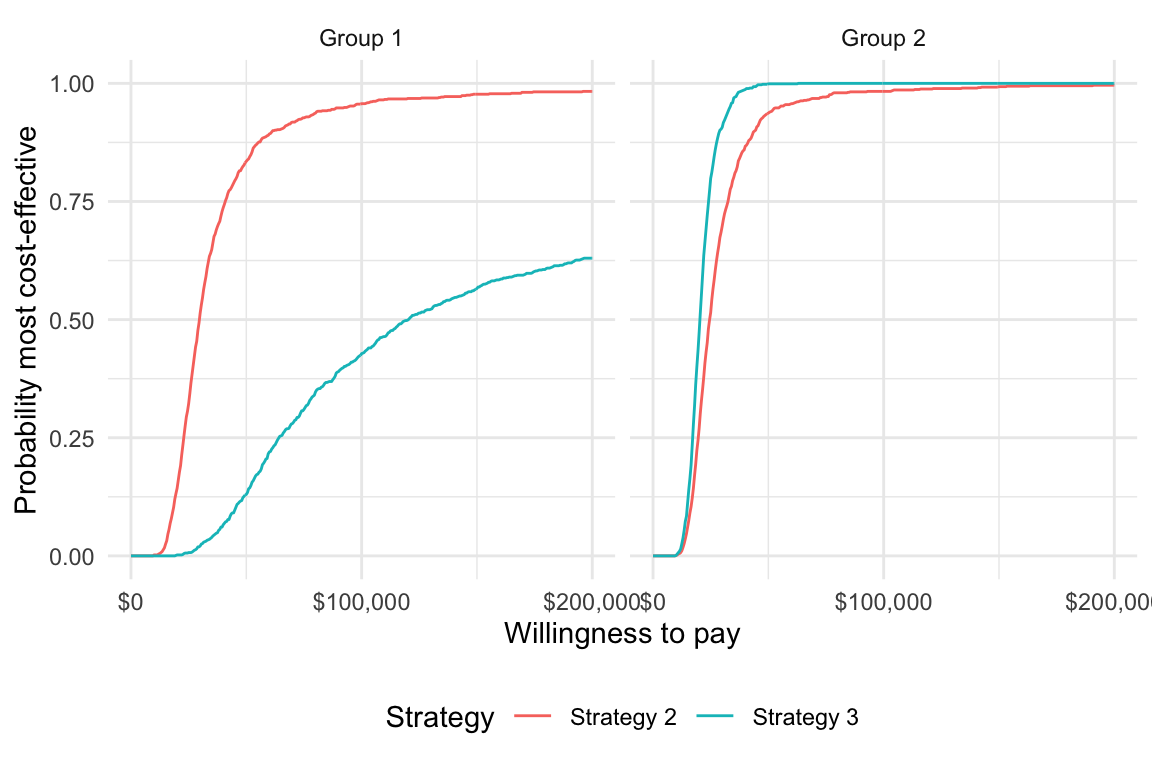 Group 1 Group 2
Probability most cost-effective
1.00
0.75
0.50
0.25
0.00
$0 $100,000 $200,000 $0 $100,000 $200,00
Willingness to pay
Strategy Strategy 2 Strategy 3